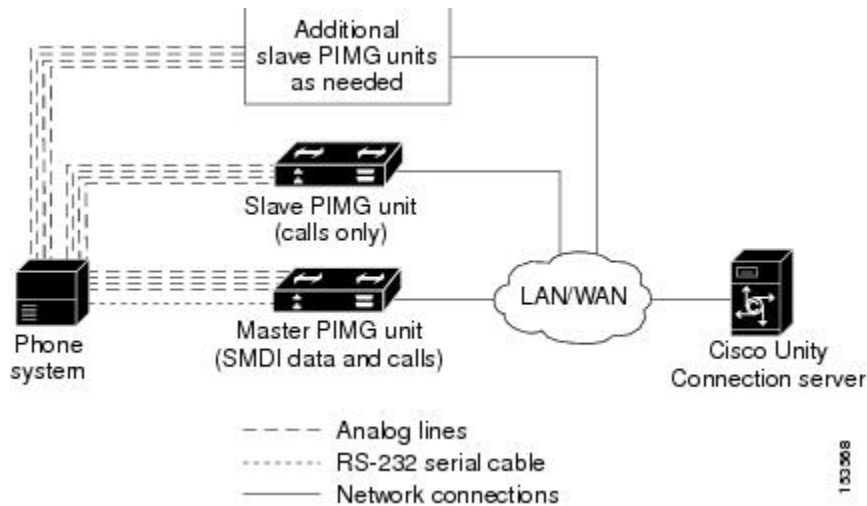 Additional
slave PIMG units
as needed
Slave PIMG unit
(calls only)
Master PIMG unit
(SMDI data and calls)
Phone
system
LAN/WAN
Cisco Unity
Connection server
Analog lines
RS-232 serial cable
Network connections
153568